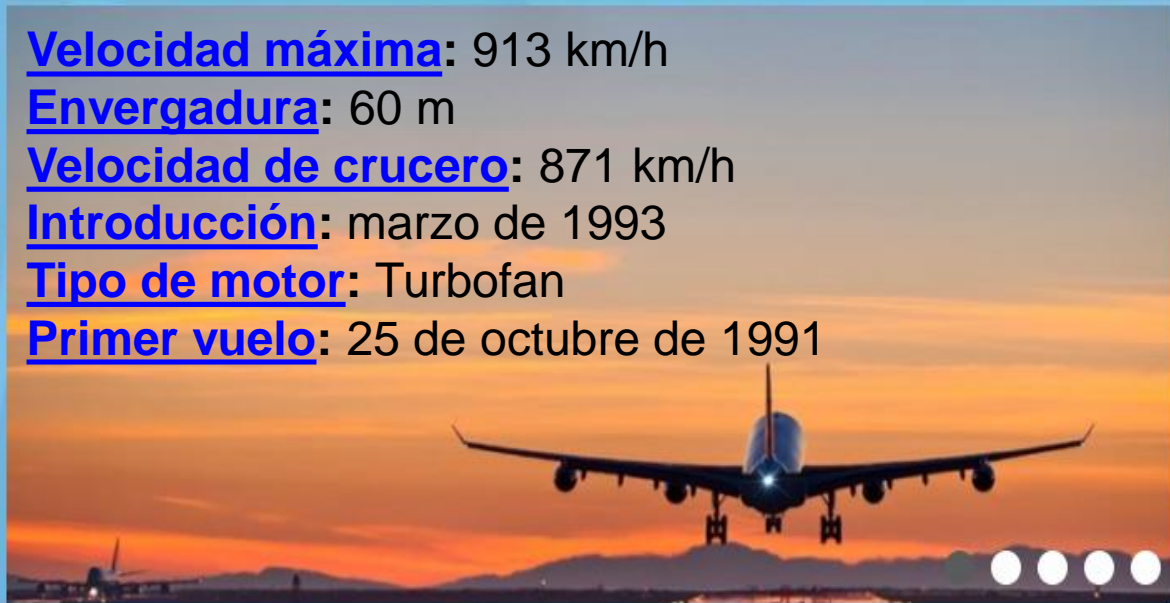 Velocidad máxima: 913 km/h
Envergadura: 60 m
Velocidad de crucero: 871 km/h
Introducción: marzo de 1993
Tipo de motor: Turbofan
Primer vuelo: 25 de octubre de 1991